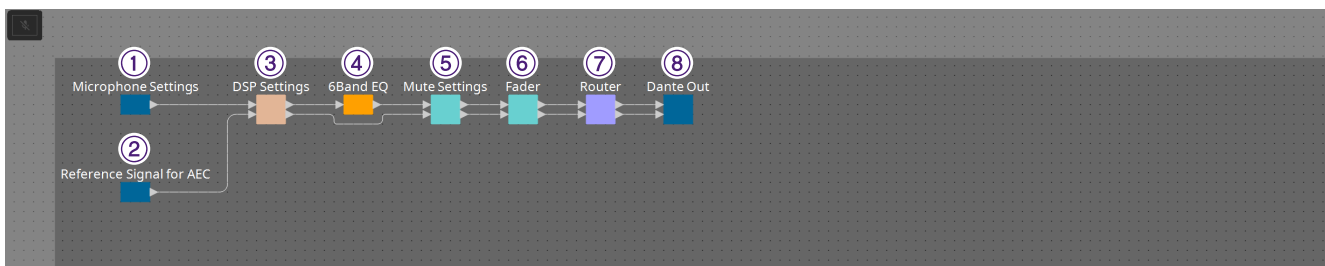 ① ③ ④ ⑤ ⑥ ⑦ ⑧
Microphone Settings DSP Settings 6Band EQ Mute Settings Fader Router Dante Out
②
Reference Signal for AEC